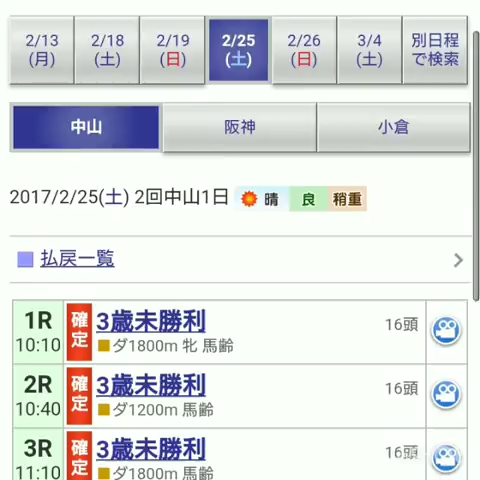 2/13 2/18 2/19 2/25 2/26 3/4 別日程
(月) (土) (日) (土) (日) (土) で検索
中山 阪神 小倉
2017/2/25(土) 2回中山1日 晴 良 稍重
払戻一覧
1R 確定 3歳未勝利 16頭
10:10 ダ1800m 牝 馬齢
2R 確定 3歳未勝利 16頭
10:40 ダ1200m 馬齢
3R 確定 3歳未勝利 16頭
11:10 ダ1800m 馬齢